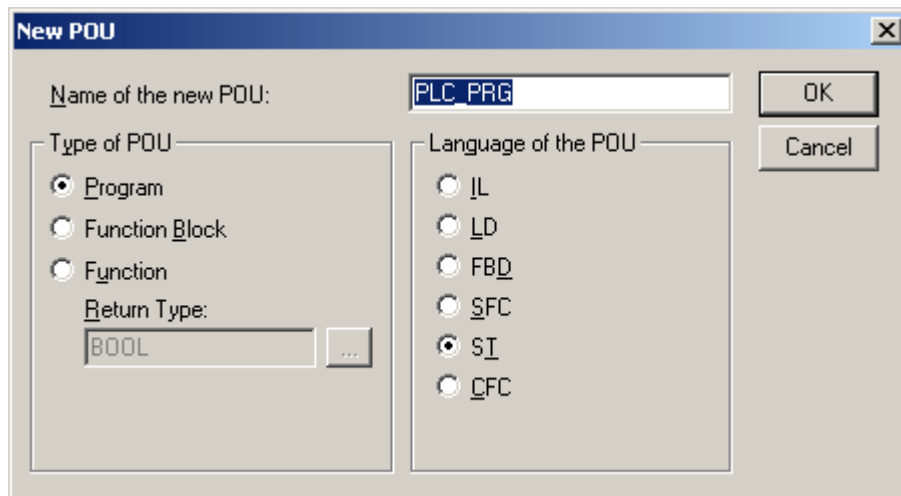 New POU
Name of the new POU:
PLC_PRG
OK
Cancel
Type of POU
Program
Function Block
Function
Return Type:
BOOL
...
Language of the POU
IL
LD
FBD
SFC
ST
CFC